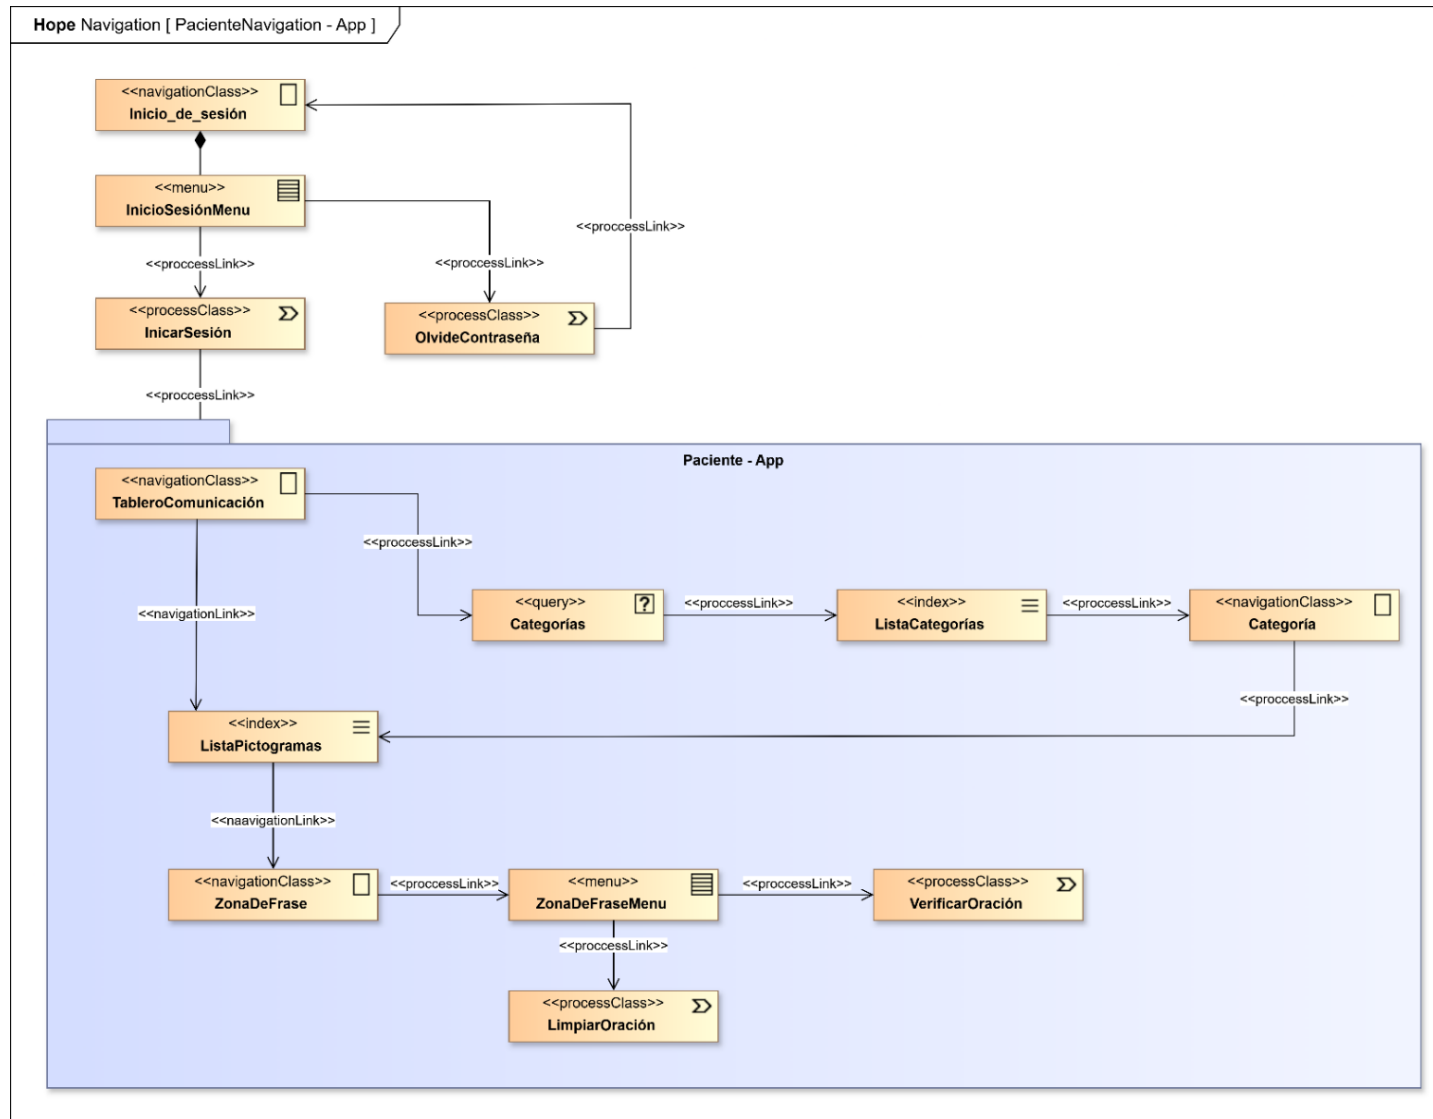 Hope Navigation [ PacienteNavigation - App ]
<<navigationClass>>
Inicio_de_sesión
<<menu>>
InicioSesiónMenu
<<proccessLink>>
<<proccessLink>>
<<proccessLink>>
<<processClass>>
InicarSesión
<<processClass>>
OlvideContraseña
<<proccessLink>>
Paciente - App
<<navigationClass>>
TableroComunicación
<<proccessLink>>
<<navigationLink>>
<<query>>
Categorías
<<proccessLink>>
<<index>>
ListaCategorías
<<proccessLink>>
<<navigationClass>>
Categoría
<<proccessLink>>
<<index>>
ListaPictogramas
<<naavigationLink>>
<<navigationClass>>
ZonaDeFrase
<<proccessLink>>
<<menu>>
ZonaDeFraseMenu
<<proccessLink>>
<<processClass>>
VerificarOración
<<proccessLink>>
<<processClass>>
LimpiarOración